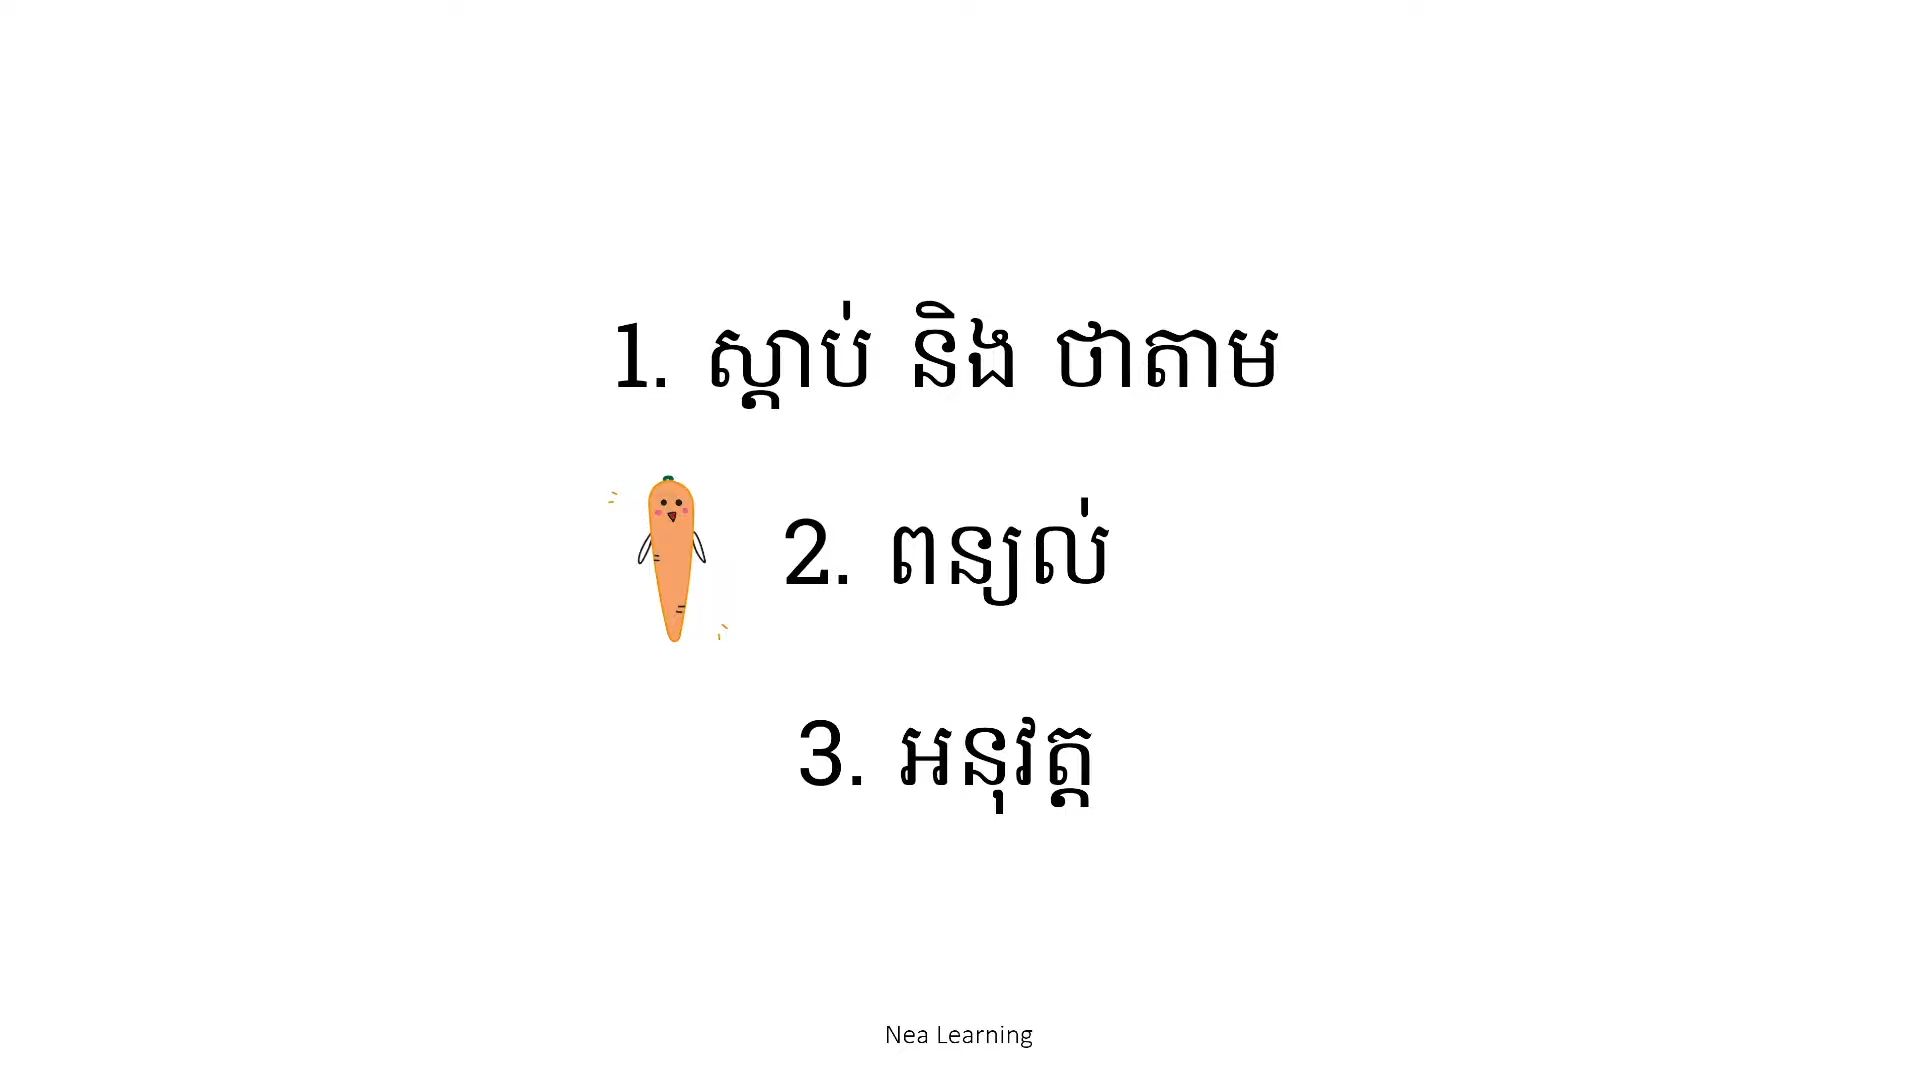 1. ស្ដាប់ និង ថាតាម
2. ពន្យល់
3. អនុវត្ត
Nea Learning